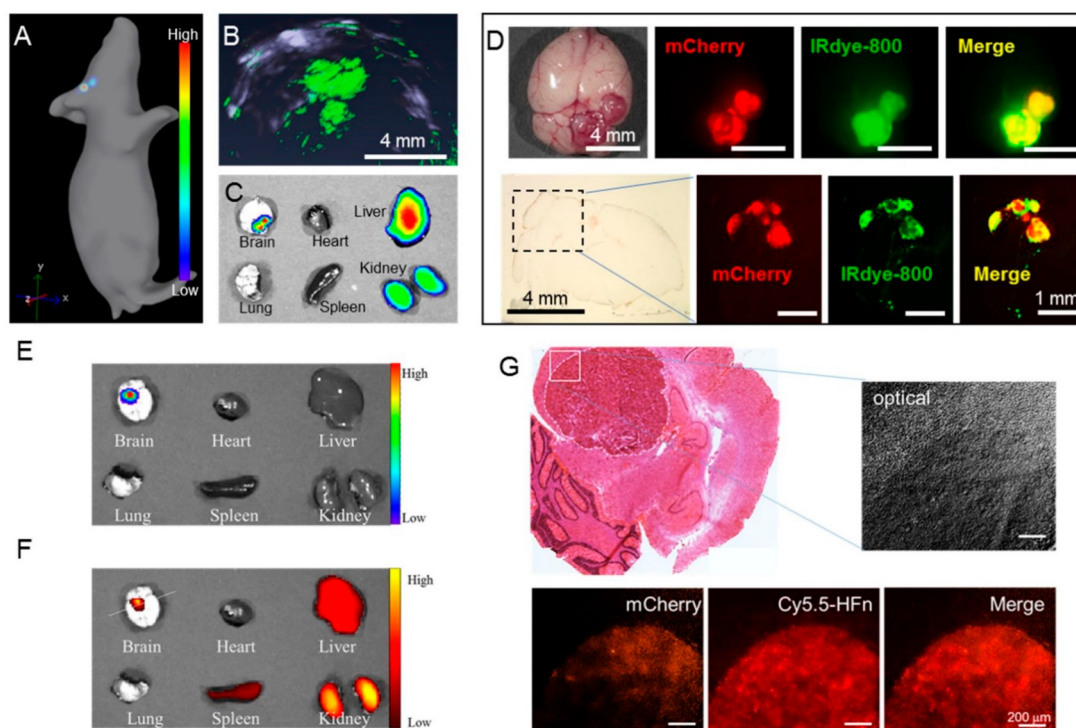 A
High
Low
y
z
x
B
4 mm
C
Liver
Brain
Heart
Kidney
Lung
Spleen
D
mCherry
IRdye-800
Merge
4 mm
4 mm
mCherry
IRdye-800
Merge
1 mm
E
High
Brain
Heart
Liver
Lung
Spleen
Kidney
Low
F
High
Brain
Heart
Liver
Lung
Spleen
Kidney
Low
G
optical
mCherry
Cy5.5-HFn
Merge
200 μm